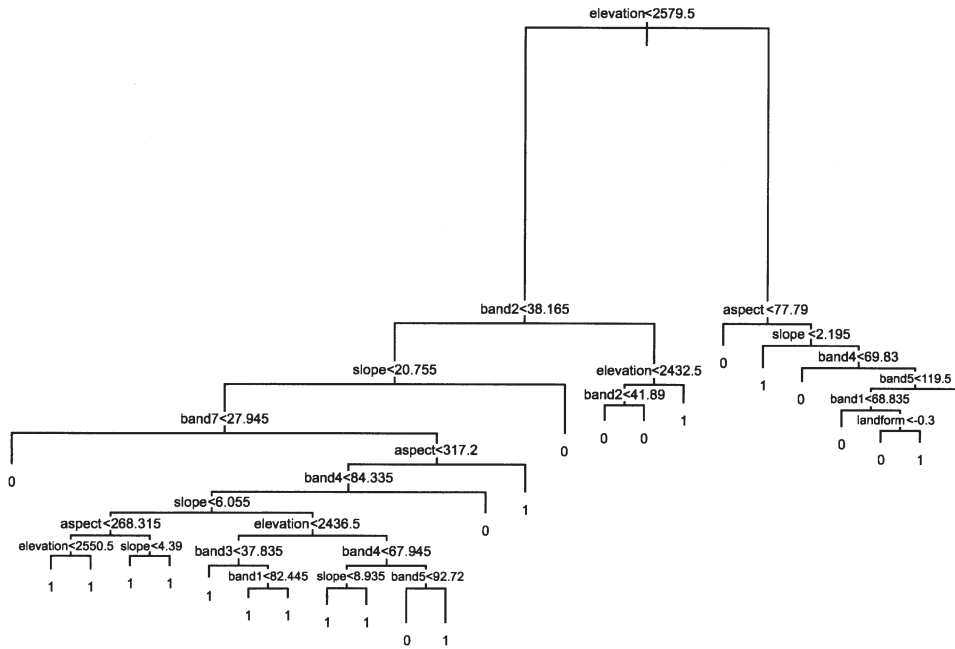 elevation<2579.5
band2<38.165
aspect<77.79
slope <2.195
band4<69.83
band5<119.5
band1<68.835
landform <-0.3
0
1
0
0
0
1
slope<20.755
elevation<2432.5
band2<41.89
0
0
1
band7<27.945
0
aspect<317.2
0
band4<84.335
1
slope<6.055
0
aspect<268.315
elevation<2436.5
elevation<2550.5
slope<4.39
band3<37.835
band4<67.945
1
1
1
1
1
band1<82.445
slope<8.935
band5<92.72
1
1
1
1
0
1